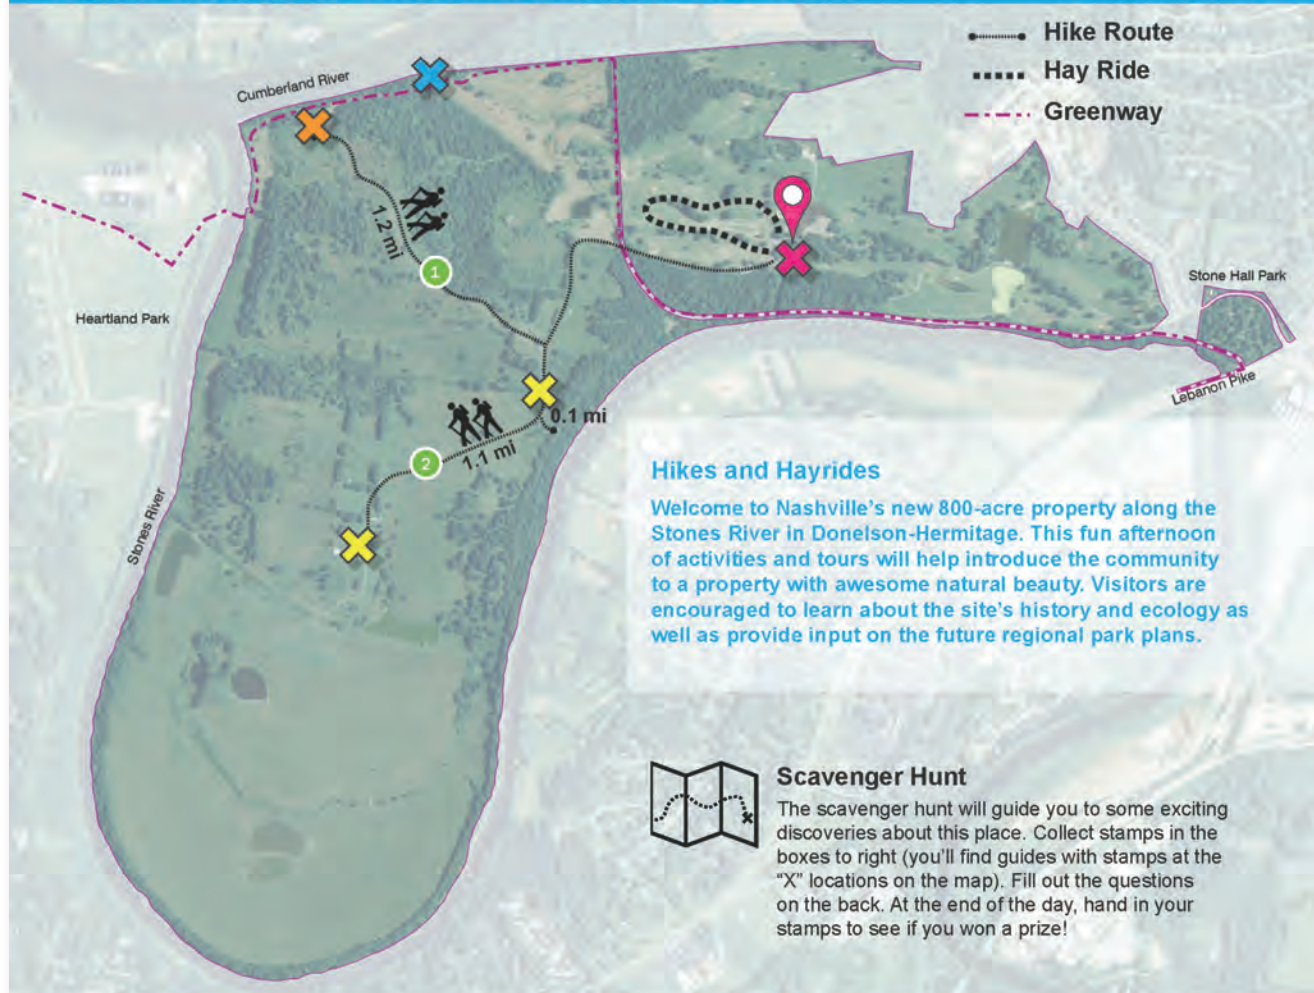 Hike Route
Hay Ride
Greenway
Cumberland River
1.2 mi
1
Heartland Park
Stone Hall Park
Lebanon Pike
0.1 mi
1.1 mi
2
Stones River
Hikes and Hayrides
Welcome to Nashville's new 800-acre property along the
Stones River in Donelson-Hermitage. This fun afternoon
of activities and tours will help introduce the community
to a property with awesome natural beauty. Visitors are
encouraged to learn about the site's history and ecology as
well as provide input on the future regional park plans.
Scavenger Hunt
The scavenger hunt will guide you to some exciting
discoveries about this place. Collect stamps in the
boxes to right (you'll find guides with stamps at the
"X" locations on the map). Fill out the questions
on the back. At the end of the day, hand in your
stamps to see if you won a prize!